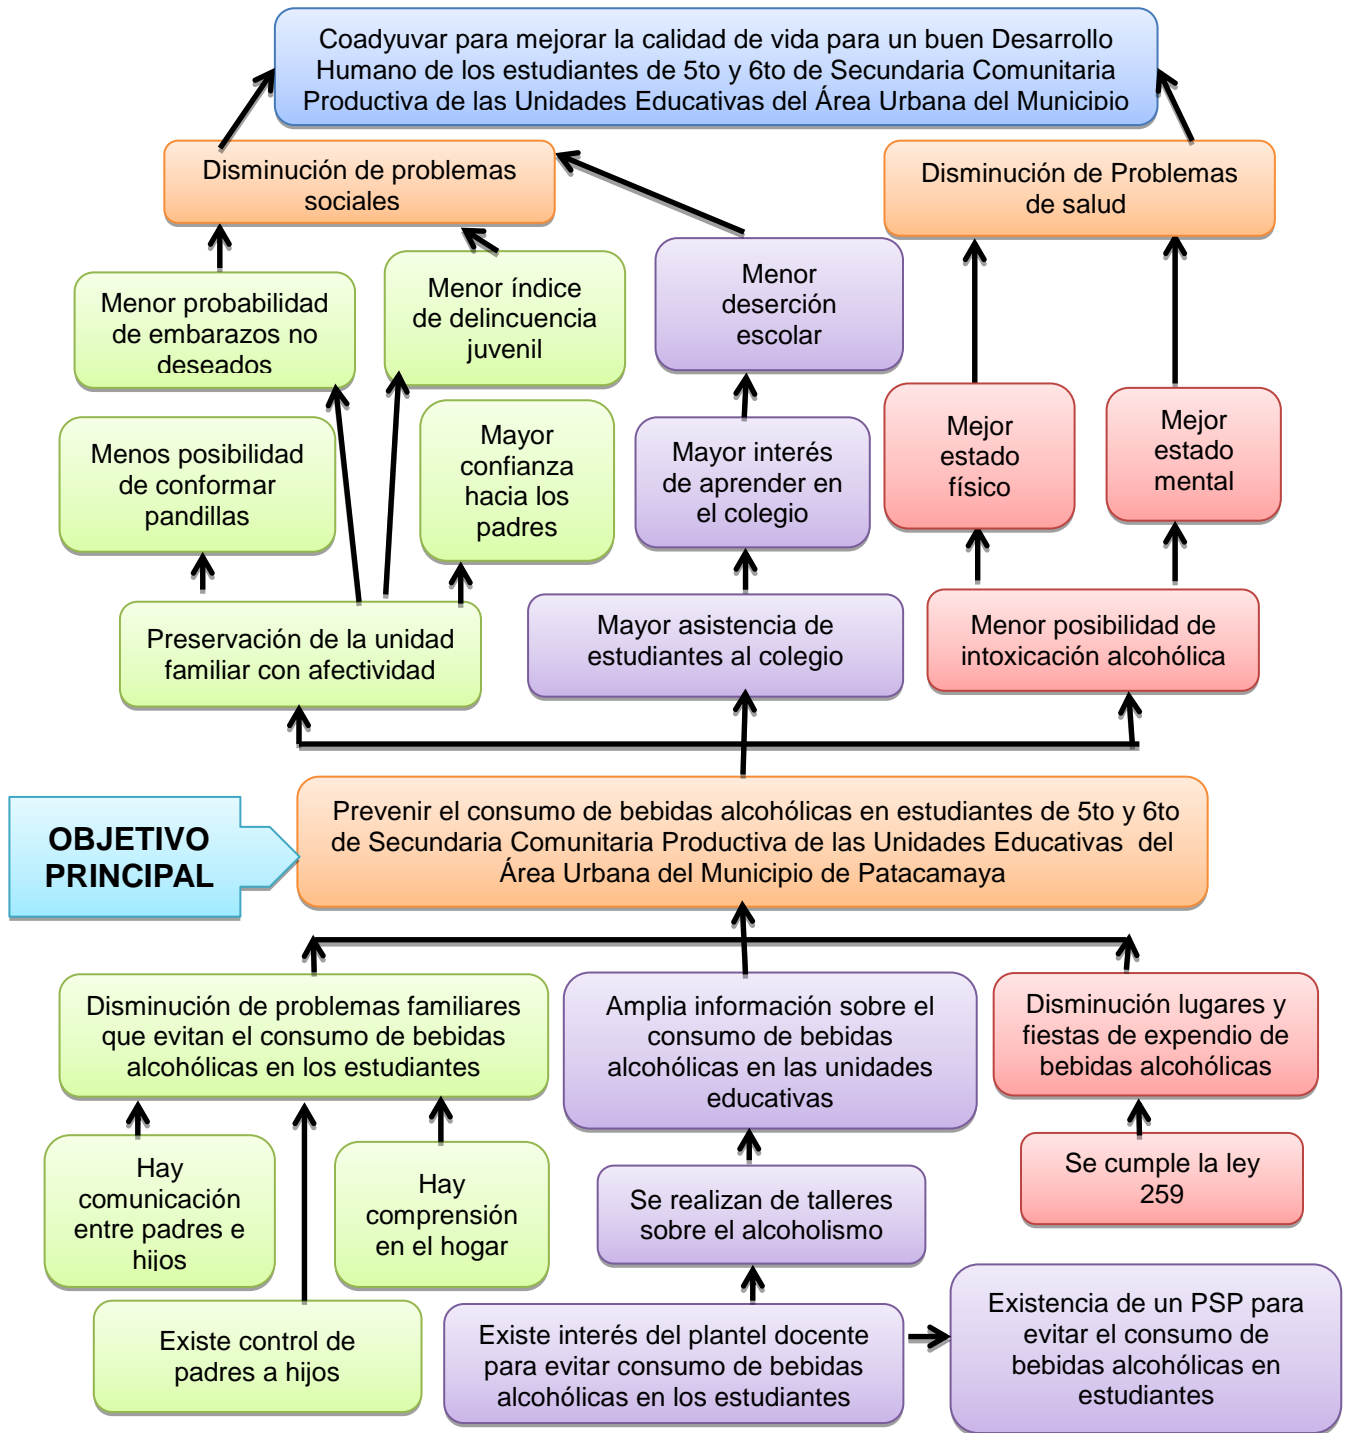 Coadyuvar para mejorar la calidad de vida para un buen Desarrollo
Humano de los estudiantes de 5to y 6to de Secundaria Comunitaria
Productiva de las Unidades Educativas del Área Urbana del Municipio
Disminución de problemas
sociales
Disminución de Problemas
de salud
Menor probabilidad
de embarazos no
deseados
Menor índice
de delincuencia
juvenil
Menor
deserción
escolar
Menos posibilidad
de conformar
pandillas
Mayor
confianza
hacia los
padres
Mayor interés
de aprender en
el colegio
Mejor
estado
físico
Mejor
estado
mental
Preservación de la unidad
familiar con afectividad
Mayor asistencia de
estudiantes al colegio
Menor posibilidad de
intoxicación alcohólica
OBJETIVO
PRINCIPAL
Prevenir el consumo de bebidas alcohólicas en estudiantes de 5to y 6to
de Secundaria Comunitaria Productiva de las Unidades Educativas del
Área Urbana del Municipio de Patacamaya
Disminución de problemas familiares
que evitan el consumo de bebidas
alcohólicas en los estudiantes
Amplia información sobre el
consumo de bebidas
alcohólicas en las unidades
educativas
Disminución lugares y
fiestas de expendio de
bebidas alcohólicas
Hay
comunicación
entre padres e
hijos
Hay
comprensión
en el hogar
Se realizan de talleres
sobre el alcoholismo
Se cumple la ley
259
Existe control de
padres a hijos
Existe interés del plantel docente
para evitar consumo de bebidas
alcohólicas en los estudiantes
Existencia de un PSP para
evitar el consumo de
bebidas alcohólicas en
estudiantes